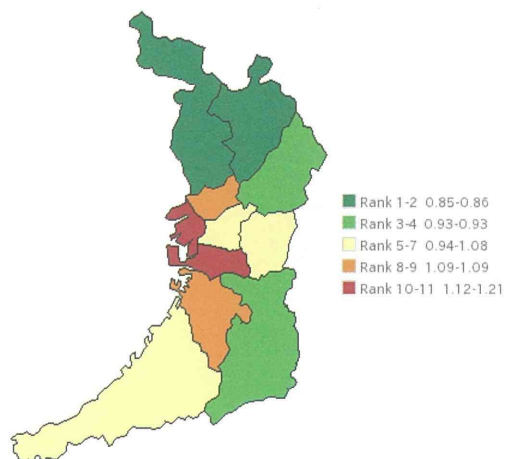 Rank 1-2 0.85-0.86
Rank 3-4 0.93-0.93
Rank 5-7 0.94-1.08
Rank 8-9 1.09-1.09
Rank 10-11 1.12-1.21